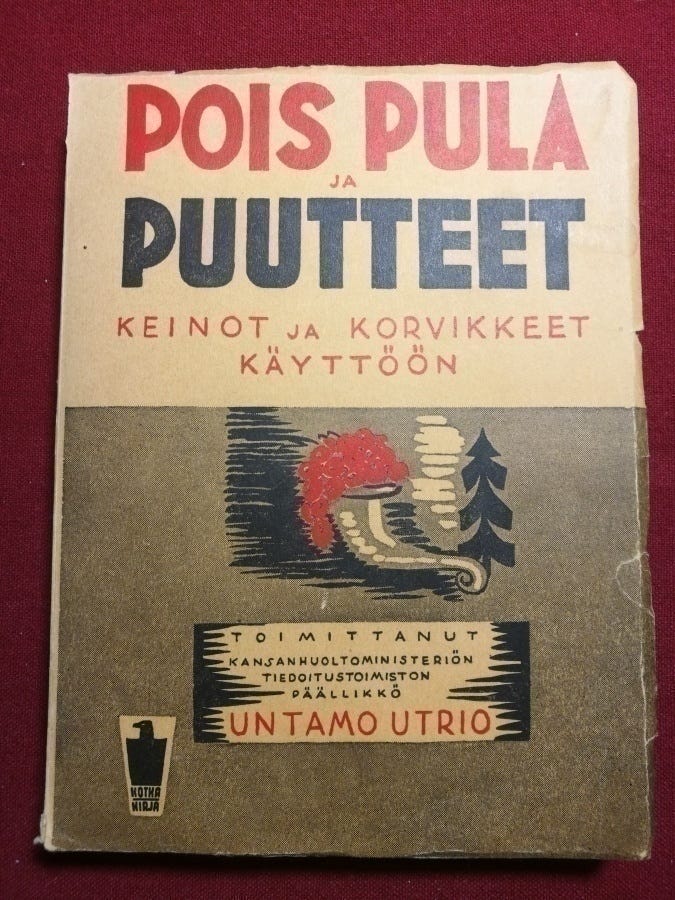 POIS PULA
JA
PUUTTEET
KEINOT JA KORVIKKEET
KÄYTTÖÖN
TOIMITTANUT
KANSANHUOLTOMINISTERIÖN
TIEDOITUSTOIMISTON
PÄÄLLIKKÖ
UNTAMO UTRIO
KOTKA
KIRJA